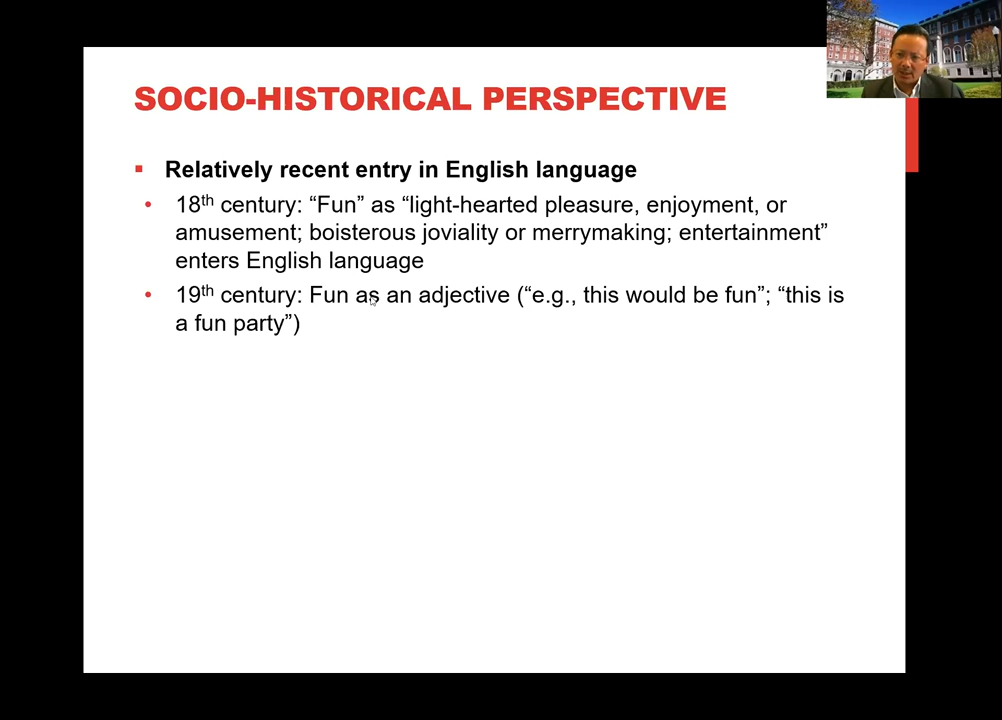 SOCIO-HISTORICAL PERSPECTIVE
Relatively recent entry in English language
18th century: “Fun” as “light-hearted pleasure, enjoyment, or
amusement; boisterous joviality or merrymaking; entertainment”
enters English language
19th century: Fun as an adjective (“e.g., this would be fun”; “this is
a fun party”)